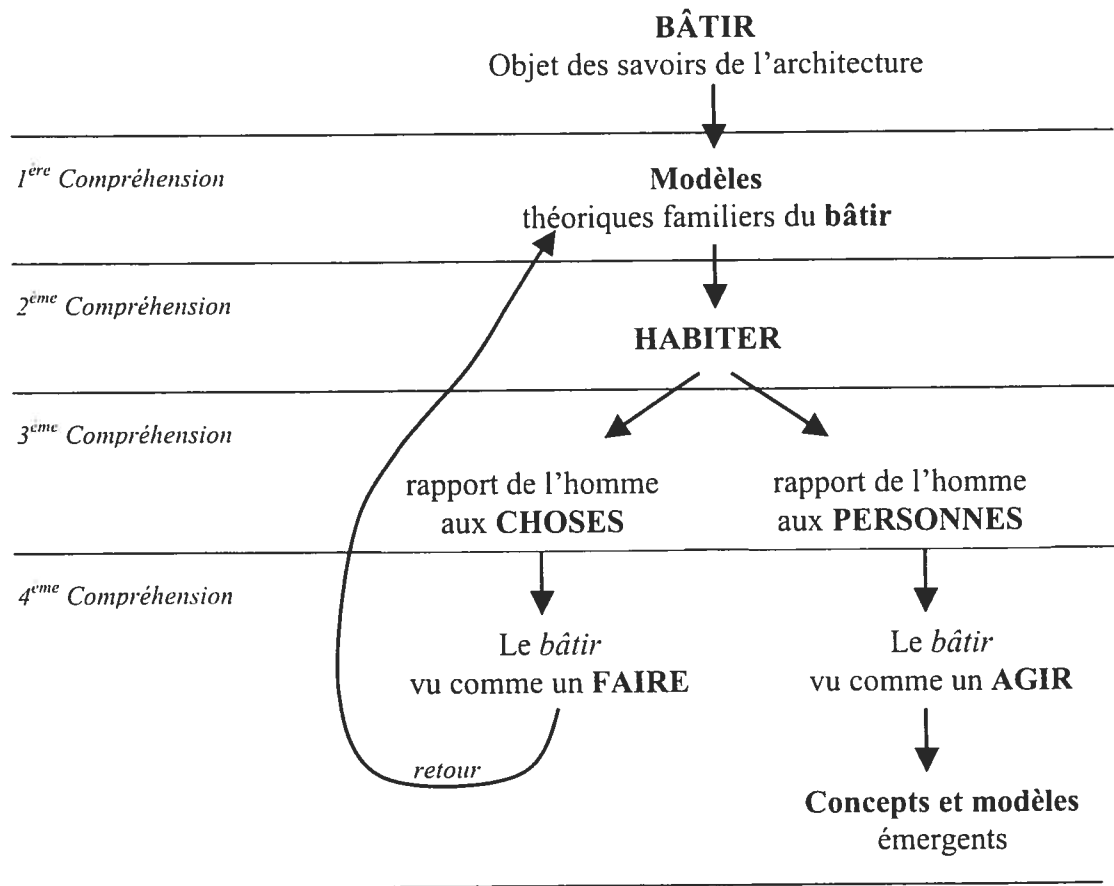 BÂTIR
Objet des savoirs de l'architecture
1ère Compréhension
Modèles
théoriques familiers du bâtir
2ème Compréhension
HABITER
3ème Compréhension
rapport de l'homme
aux CHOSES
rapport de l'homme
aux PERSONNES
4ème Compréhension
Le bâtir
vu comme un FAIRE
Le bâtir
vu comme un AGIR
retour
Concepts et modèles
émergents